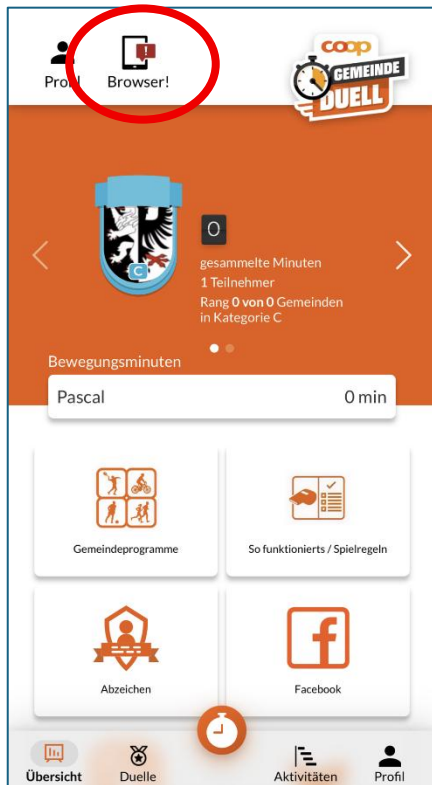 Profil
Browser!
coop
GEMEINDE
DUELL
0
gesammelte Minuten
1 Teilnehmer
Rang 0 von 0 Gemeinden
in Kategorie C
C
Bewegungsminuten
Pascal 0 min
Gemeindeprogramme
So funktionierts / Spielregeln
Abzeichen
Facebook
Übersicht
Duelle
Aktivitäten
Profil